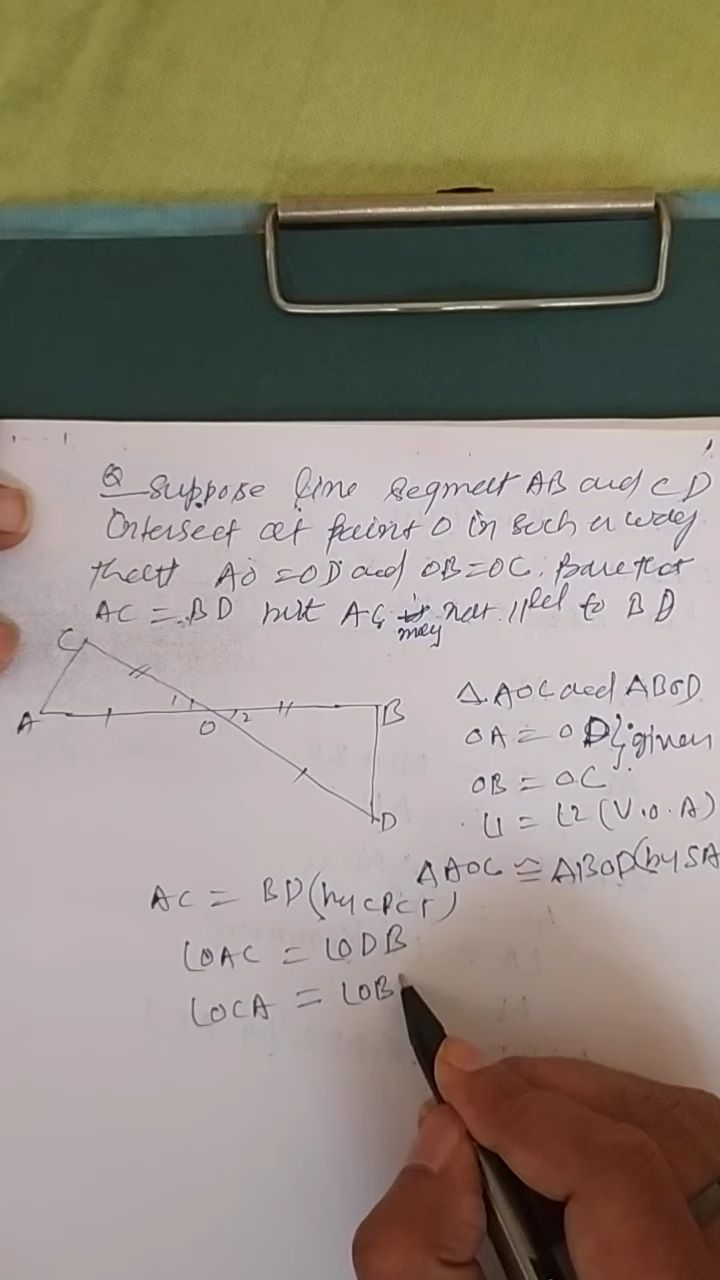 Q Suppose line segment AB and CD
intersect at point O in such a way
that AO = OD and OB = OC. Prove that
AC = BD but AC may not ||el to BD
C
A
1
O
2
B
D
Δ AOC and ΔBOD
OA = OD } given
OB = OC
∠1 = ∠2 (V.O.A)
ΔAOC ≅ ΔBOD (by SA
AC = BD (by CPCT)
∠OAC = ∠ODB
∠OCA = ∠OB